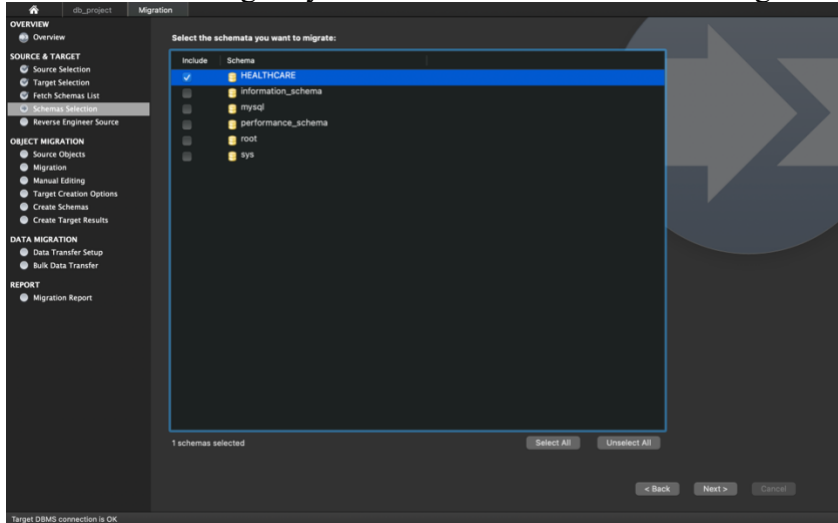 db_project
Migration
OVERVIEW
Overview
SOURCE & TARGET
Source Selection
Target Selection
Fetch Schemas List
Schemas Selection
Reverse Engineer Source
OBJECT MIGRATION
Source Objects
Migration
Manual Editing
Target Creation Options
Create Schemas
Create Target Results
DATA MIGRATION
Data Transfer Setup
Bulk Data Transfer
REPORT
Migration Report
Select the schemata you want to migrate:
Include Schema
HEALTHCARE
information_schema
mysql
performance_schema
root
sys
1 schemas selected
Select All
Unselect All
< Back
Next >
Cancel
Target DBMS connection is OK